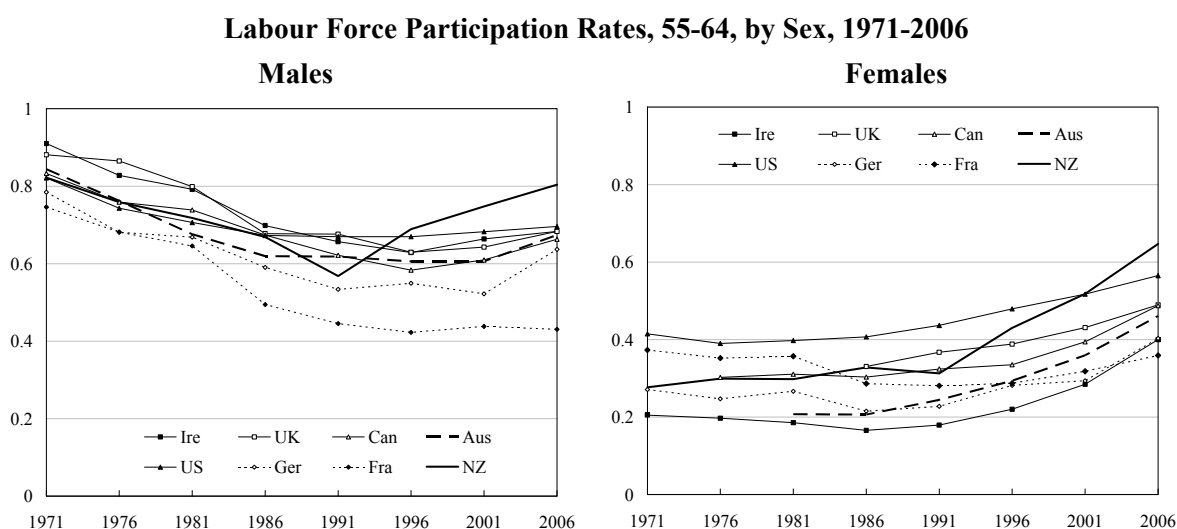 Labour Force Participation Rates, 55-64, by Sex, 1971-2006
Males
1
0.8
0.6
0.4
0.2
0
Ire UK Can Aus
US Ger Fra NZ
1971 1976 1981 1986 1991 1996 2001 2006
Females
1
0.8
0.6
0.4
0.2
0
Ire UK Can Aus
US Ger Fra NZ
1971 1976 1981 1986 1991 1996 2001 2006